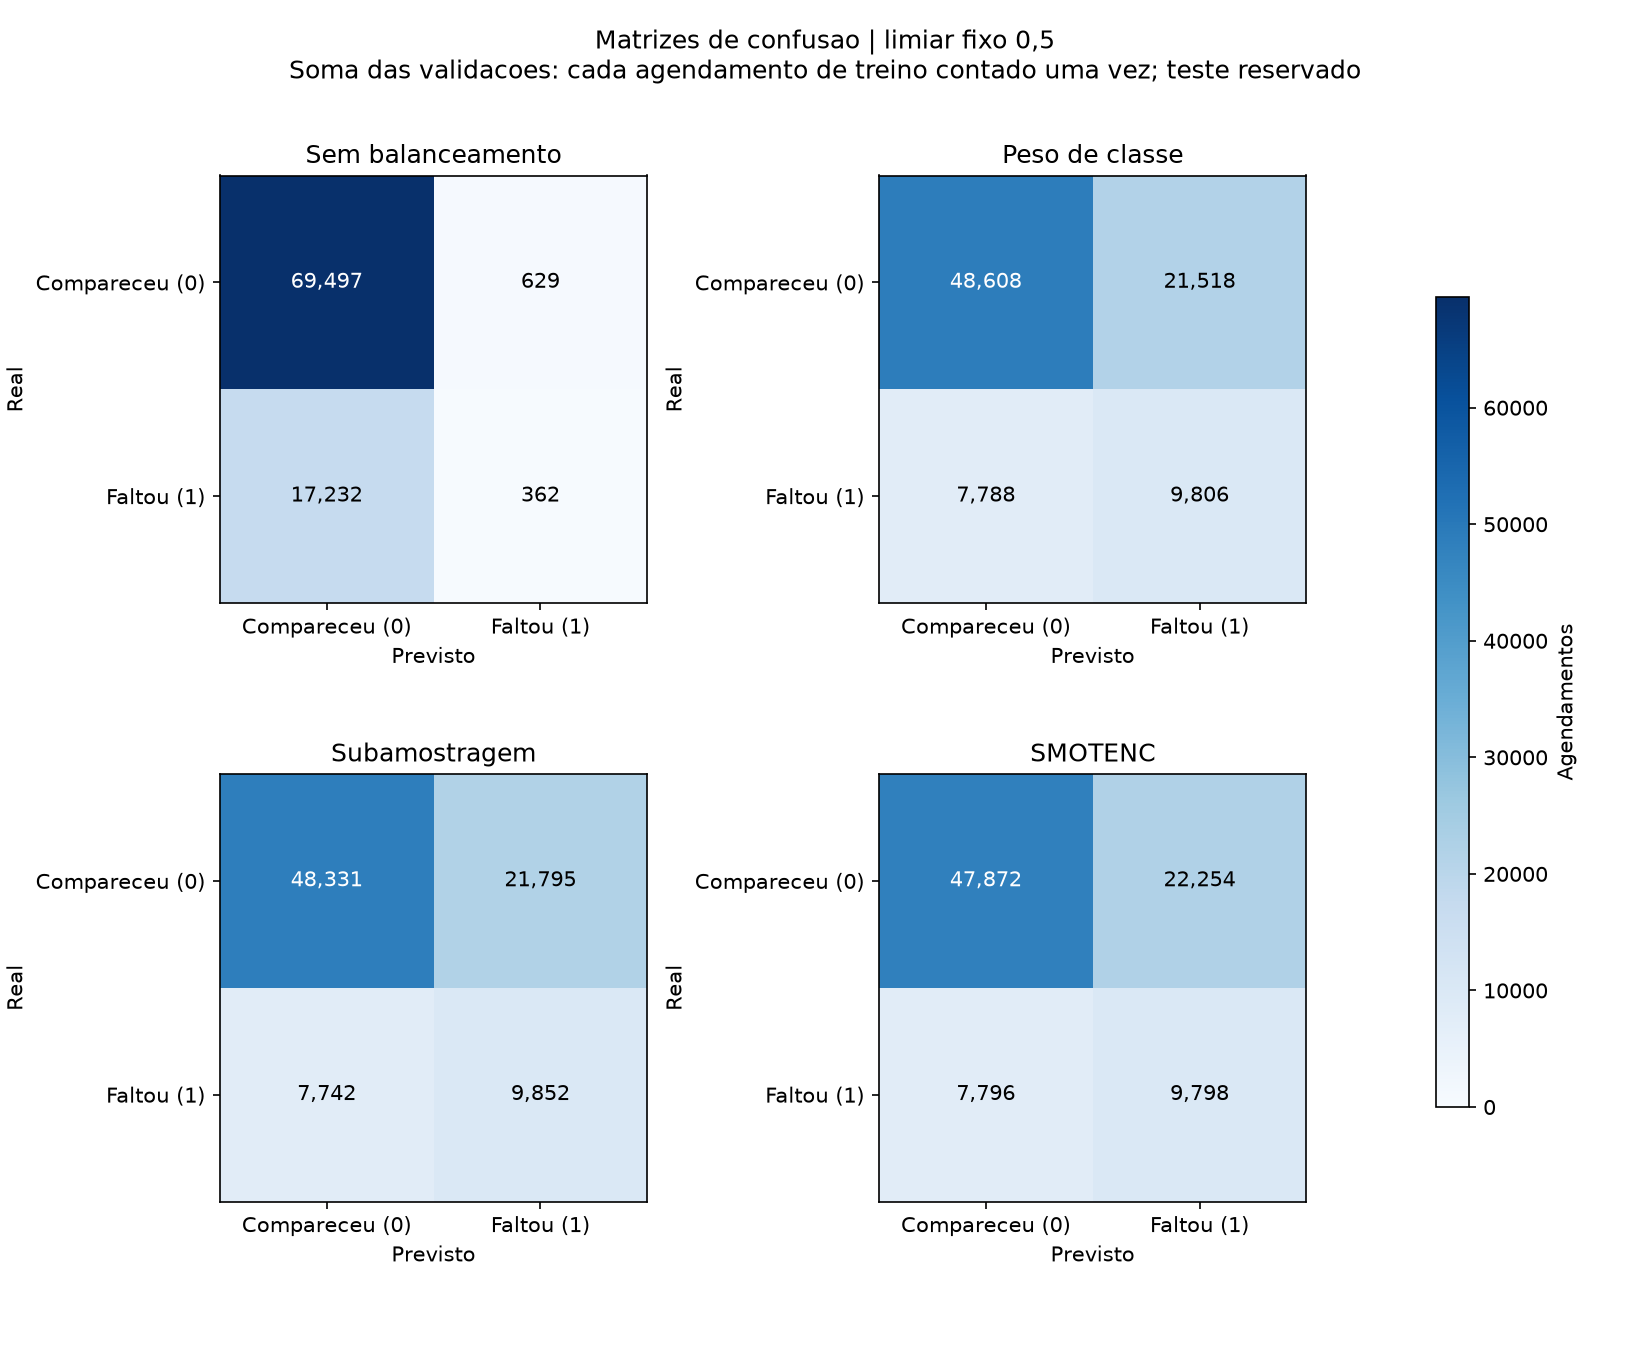 Matrizes de confusao | limiar fixo 0,5
Soma das validacoes: cada agendamento de treino contado uma vez; teste reservado
Sem balanceamento
Real
Compareceu (0)
69,497
629
Faltou (1)
17,232
362
Compareceu (0)
Faltou (1)
Previsto
Peso de classe
Real
Compareceu (0)
48,608
21,518
Faltou (1)
7,788
9,806
Compareceu (0)
Faltou (1)
Previsto
Subamostragem
Real
Compareceu (0)
48,331
21,795
Faltou (1)
7,742
9,852
Compareceu (0)
Faltou (1)
Previsto
SMOTENC
Real
Compareceu (0)
47,872
22,254
Faltou (1)
7,796
9,798
Compareceu (0)
Faltou (1)
Previsto
60000
50000
40000
30000
20000
10000
0
Agendamentos